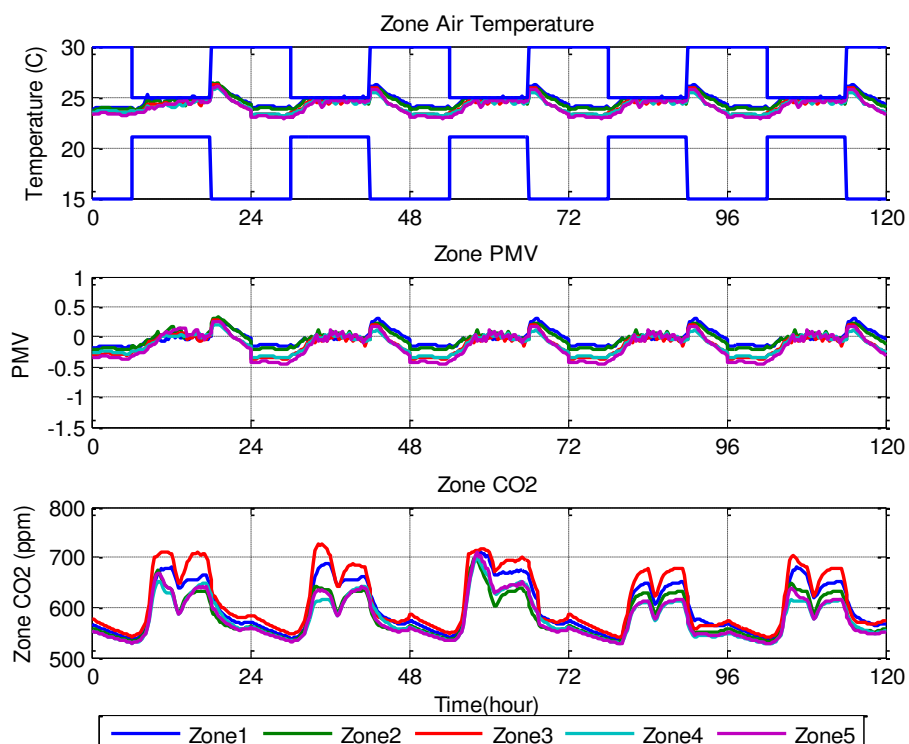 Zone Air Temperature
Temperature (C)
30
25
20
15
0 24 48 72 96 120
Zone PMV
PMV
1
0.5
0
-0.5
-1
-1.5
0 24 48 72 96 120
Zone CO2
Zone CO2 (ppm)
800
700
600
500
0 24 48 72 96 120
Time(hour)
Zone1 Zone2 Zone3 Zone4 Zone5